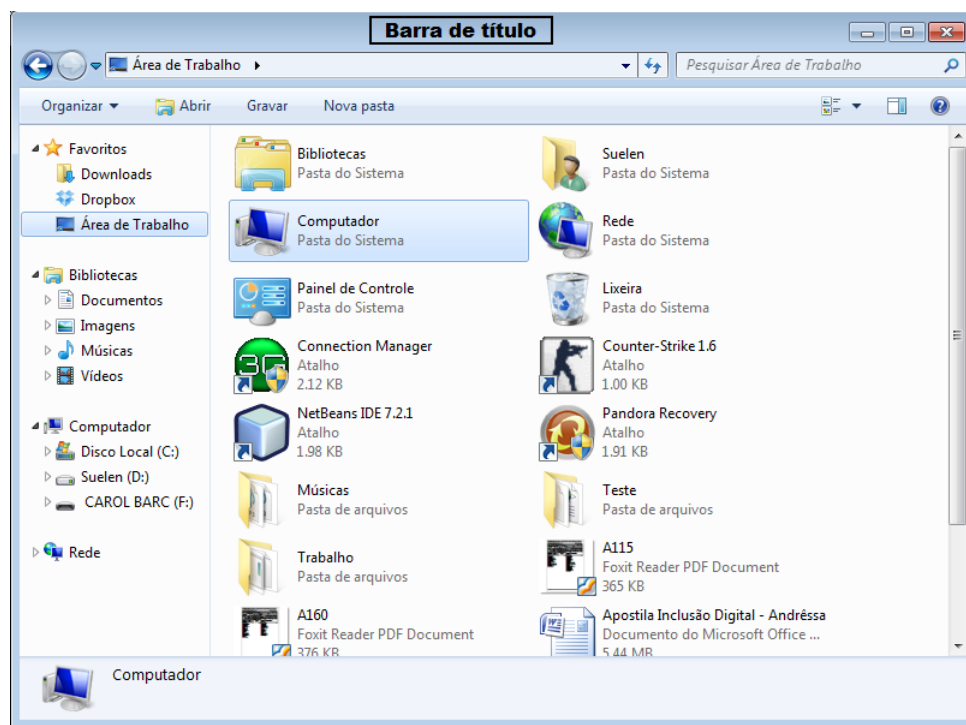 Barra de título
Área de Trabalho
Pesquisar Área de Trabalho
Organizar
Abrir
Gravar
Nova pasta
Favoritos
Downloads
Dropbox
Área de Trabalho
Bibliotecas
Documentos
Imagens
Músicas
Vídeos
Computador
Disco Local (C:)
Suelen (D:)
CAROL BARC (F:)
Rede
Bibliotecas
Pasta do Sistema
Suelen
Pasta do Sistema
Computador
Pasta do Sistema
Rede
Pasta do Sistema
Painel de Controle
Pasta do Sistema
Lixeira
Pasta do Sistema
3G
Connection Manager
Atalho
2.12 KB
Counter-Strike 1.6
Atalho
1.00 KB
NetBeans IDE 7.2.1
Atalho
1.98 KB
Pandora Recovery
Atalho
1.91 KB
Músicas
Pasta de arquivos
Teste
Pasta de arquivos
Trabalho
Pasta de arquivos
A115
Foxit Reader PDF Document
365 KB
A160
Foxit Reader PDF Document
376 KB
Apostila Inclusão Digital - Andrêssa
Documento do Microsoft Office ...
5.44 MB
Computador